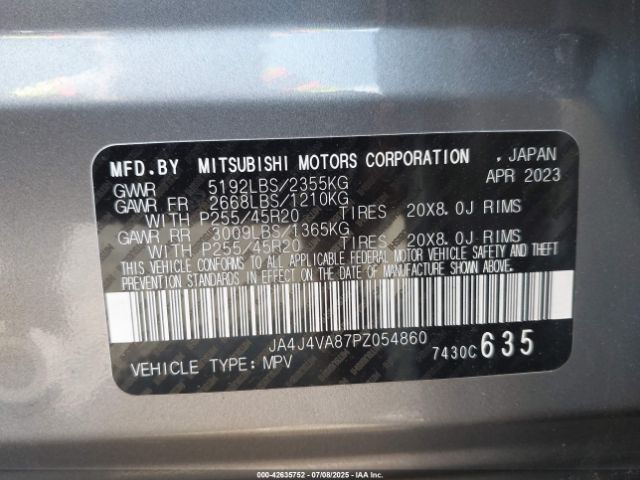 MFD.BY MITSUBISHI MOTORS CORPORATION , JAPAN
GVWR 5192LBS/2355KG APR 2023
GAWR FR 2668LBS/1210KG
WITH P255/45R20 TIRES 20X8.0J RIMS
GAWR RR 3009LBS/1365KG
WITH P255/45R20 TIRES 20X8.0J RIMS
THIS VEHICLE CONFORMS TO ALL APPLICABLE FEDERAL MOTOR VEHICLE SAFETY, BUMPER, AND THEFT
PREVENTION STANDARDS IN EFFECT ON THE DATE OF MANUFACTURE SHOWN ABOVE.
JA4J4VA87PZ054860
VEHICLE TYPE: MPV 7430C 635
000-42635752 - 07/08/2025 - IAA Inc.